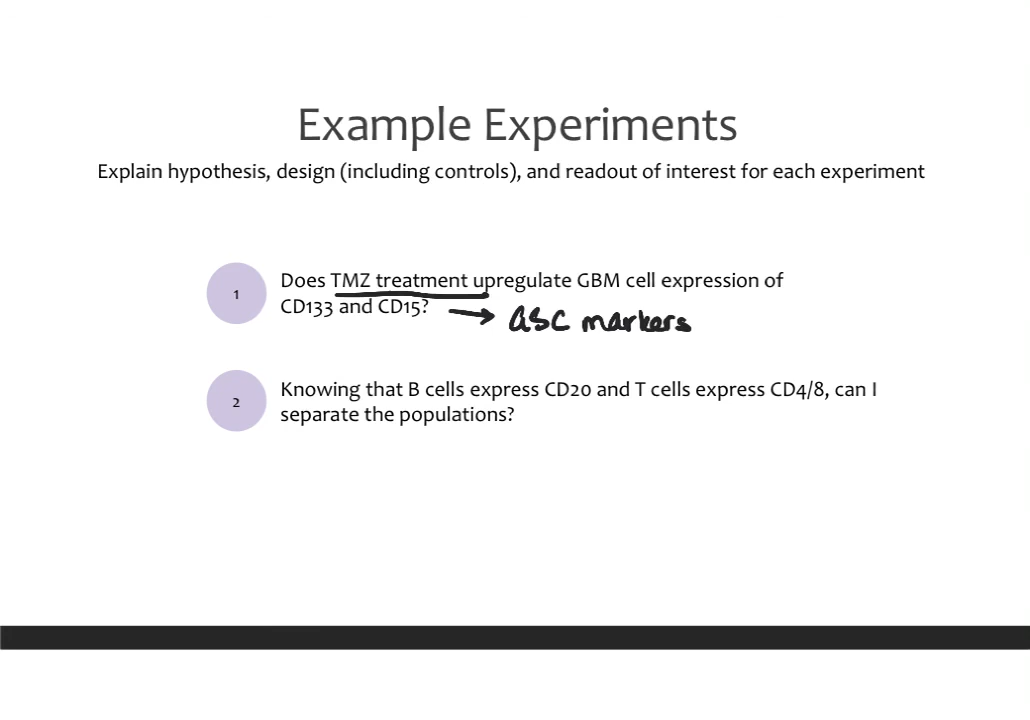 Example Experiments
Explain hypothesis, design (including controls), and readout of interest for each experiment
1
Does TMZ treatment upregulate GBM cell expression of
CD133 and CD15?
GSC markers
2
Knowing that B cells express CD20 and T cells express CD4/8, can I
separate the populations?